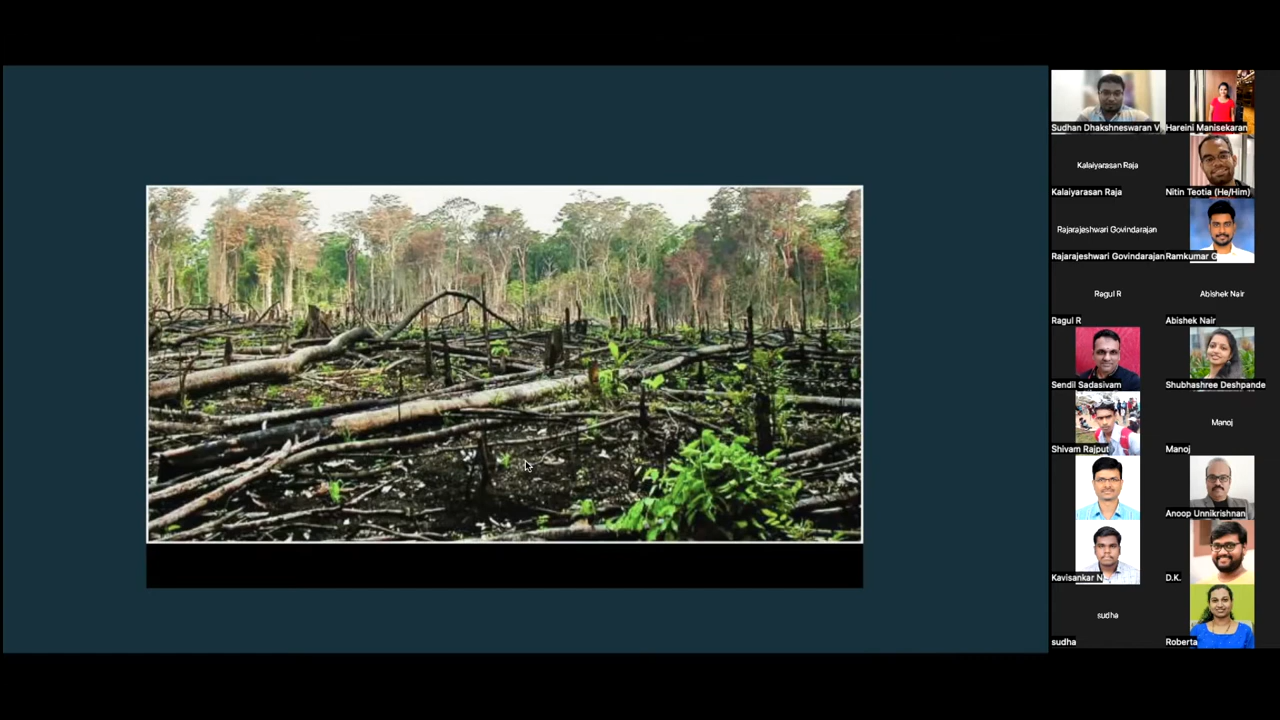 Sudhan Dhakshneswaran V
Hareini Manisekaran
Kalaiyarasan Raja
Kalaiyarasan Raja
Nitin Teotia (He/Him)
Rajarajeshwari Govindarajan
Rajarajeshwari Govindarajan
Ramkumar G
Ragul R
Abishek Nair
Ragul R
Abishek Nair
Sendil Sadasivam
Shubhashree Deshpande
Manoj
Shivam Rajput
Manoj
Anoop Unnikrishnan
Kavisankar N
D.K.
sudha
sudha
Roberta